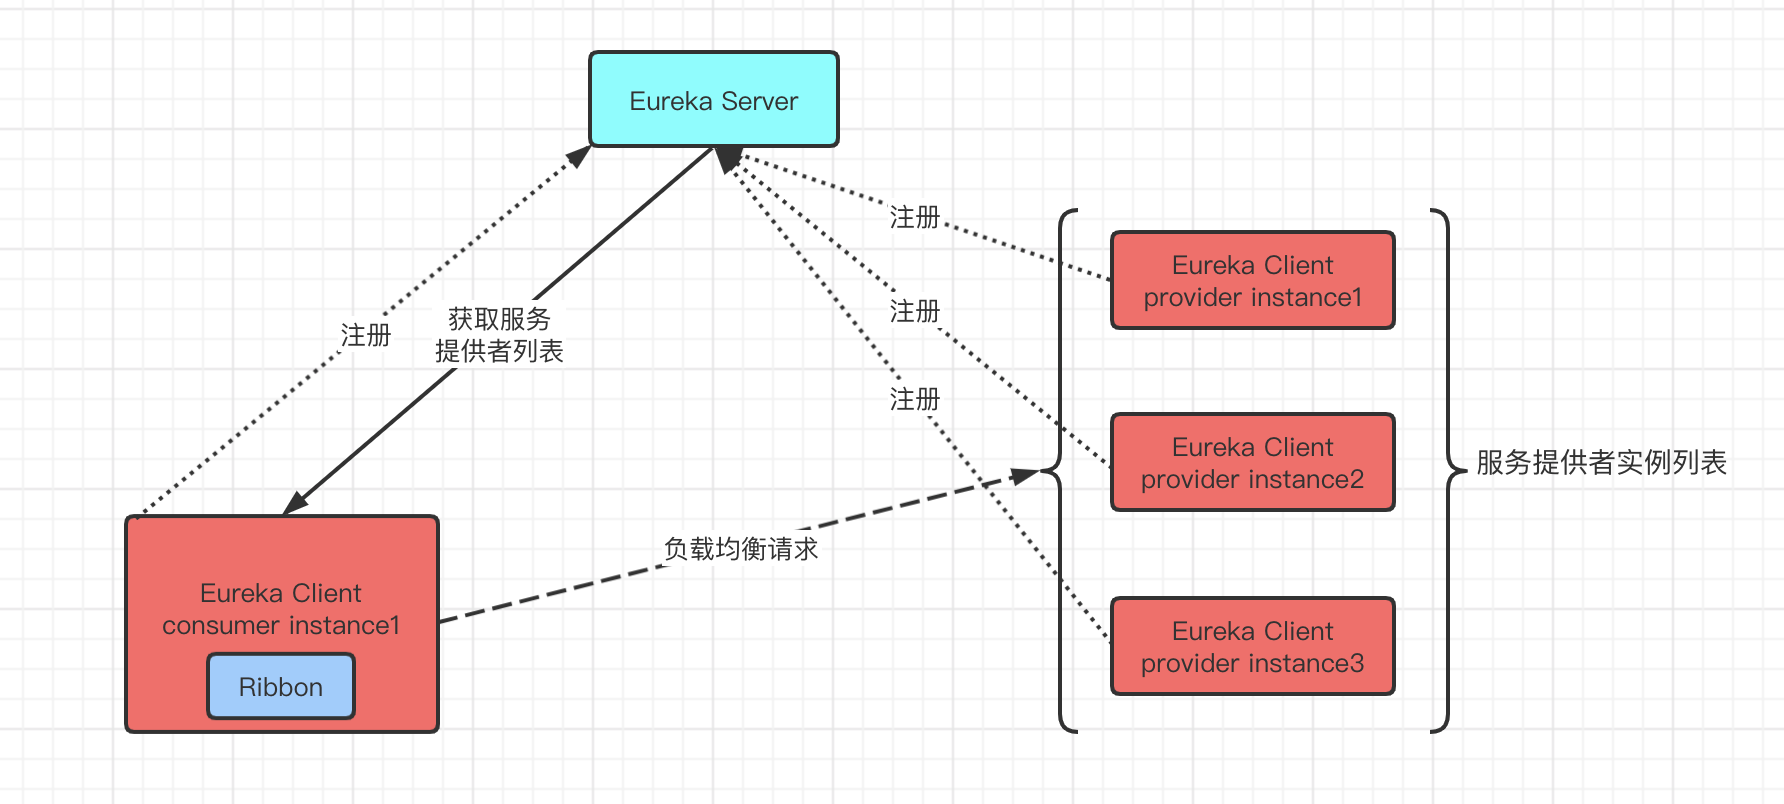 Eureka Server
注册
Eureka Client
provider instance1
注册
获取服务
提供者列表
注册
注册
Eureka Client
provider instance2
服务提供者实例列表
负载均衡请求
Eureka Client
consumer instance1
Ribbon
Eureka Client
provider instance3